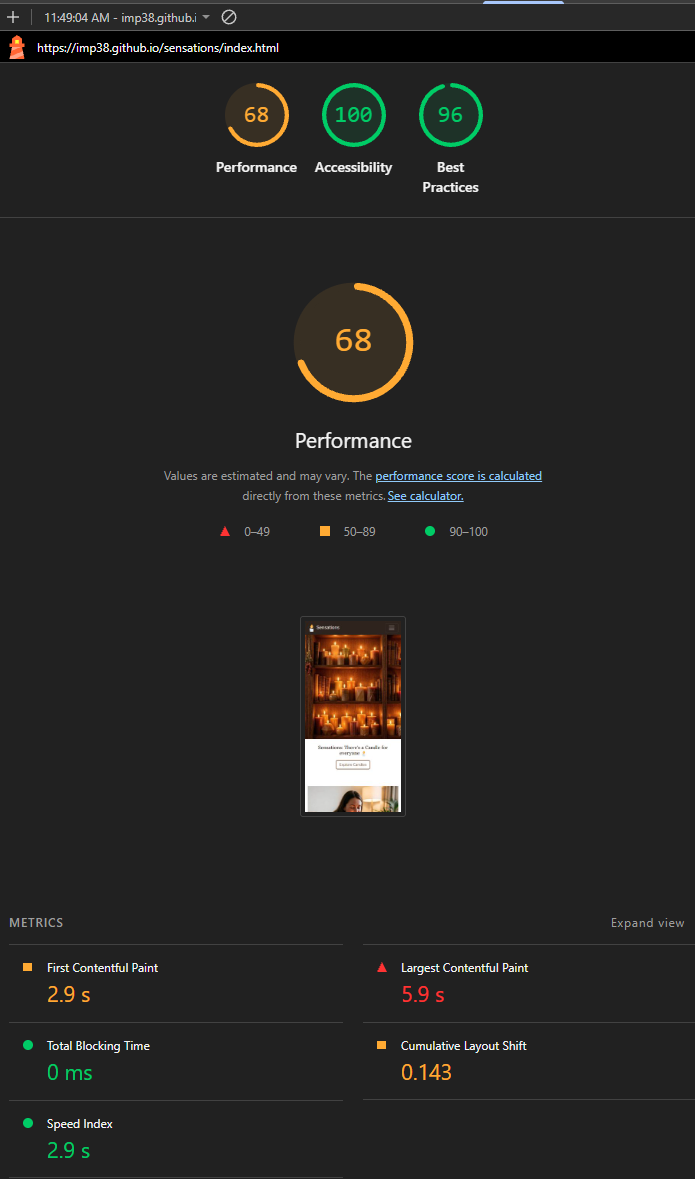 11:49:04 AM - imp38.github.i
https://imp38.github.io/sensations/index.html
68
100
96
Performance
Accessibility
Best
Practices
68
Performance
Values are estimated and may vary. The performance score is calculated
directly from these metrics. See calculator.
0–49
50–89
90–100
Sensations
Sensations: There's a Candle for
everyone
METRICS
Expand view
First Contentful Paint
2.9 s
Largest Contentful Paint
5.9 s
Total Blocking Time
0 ms
Cumulative Layout Shift
0.143
Speed Index
2.9 s